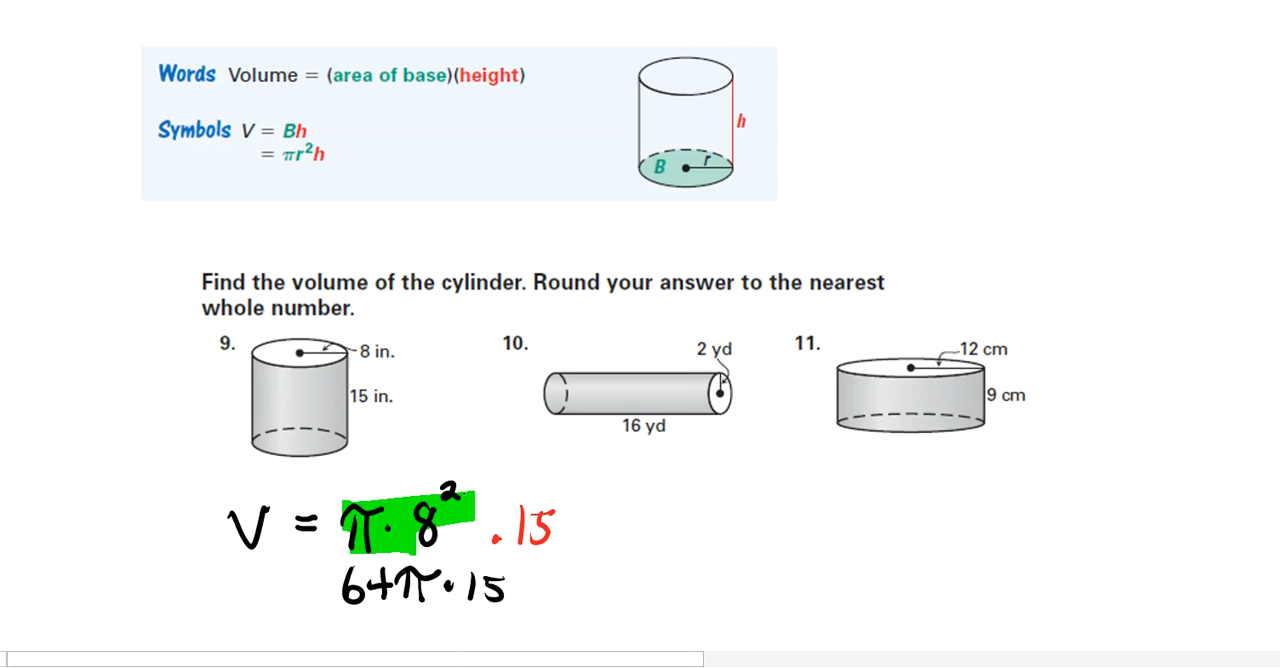 Words Volume = (area of base)(height)
Symbols V = Bh
= πr²h
h
B
r
Find the volume of the cylinder. Round your answer to the nearest
whole number.
9.
8 in.
15 in.
10.
2 yd
16 yd
11.
12 cm
9 cm
V = π · 8² · 15
64π · 15